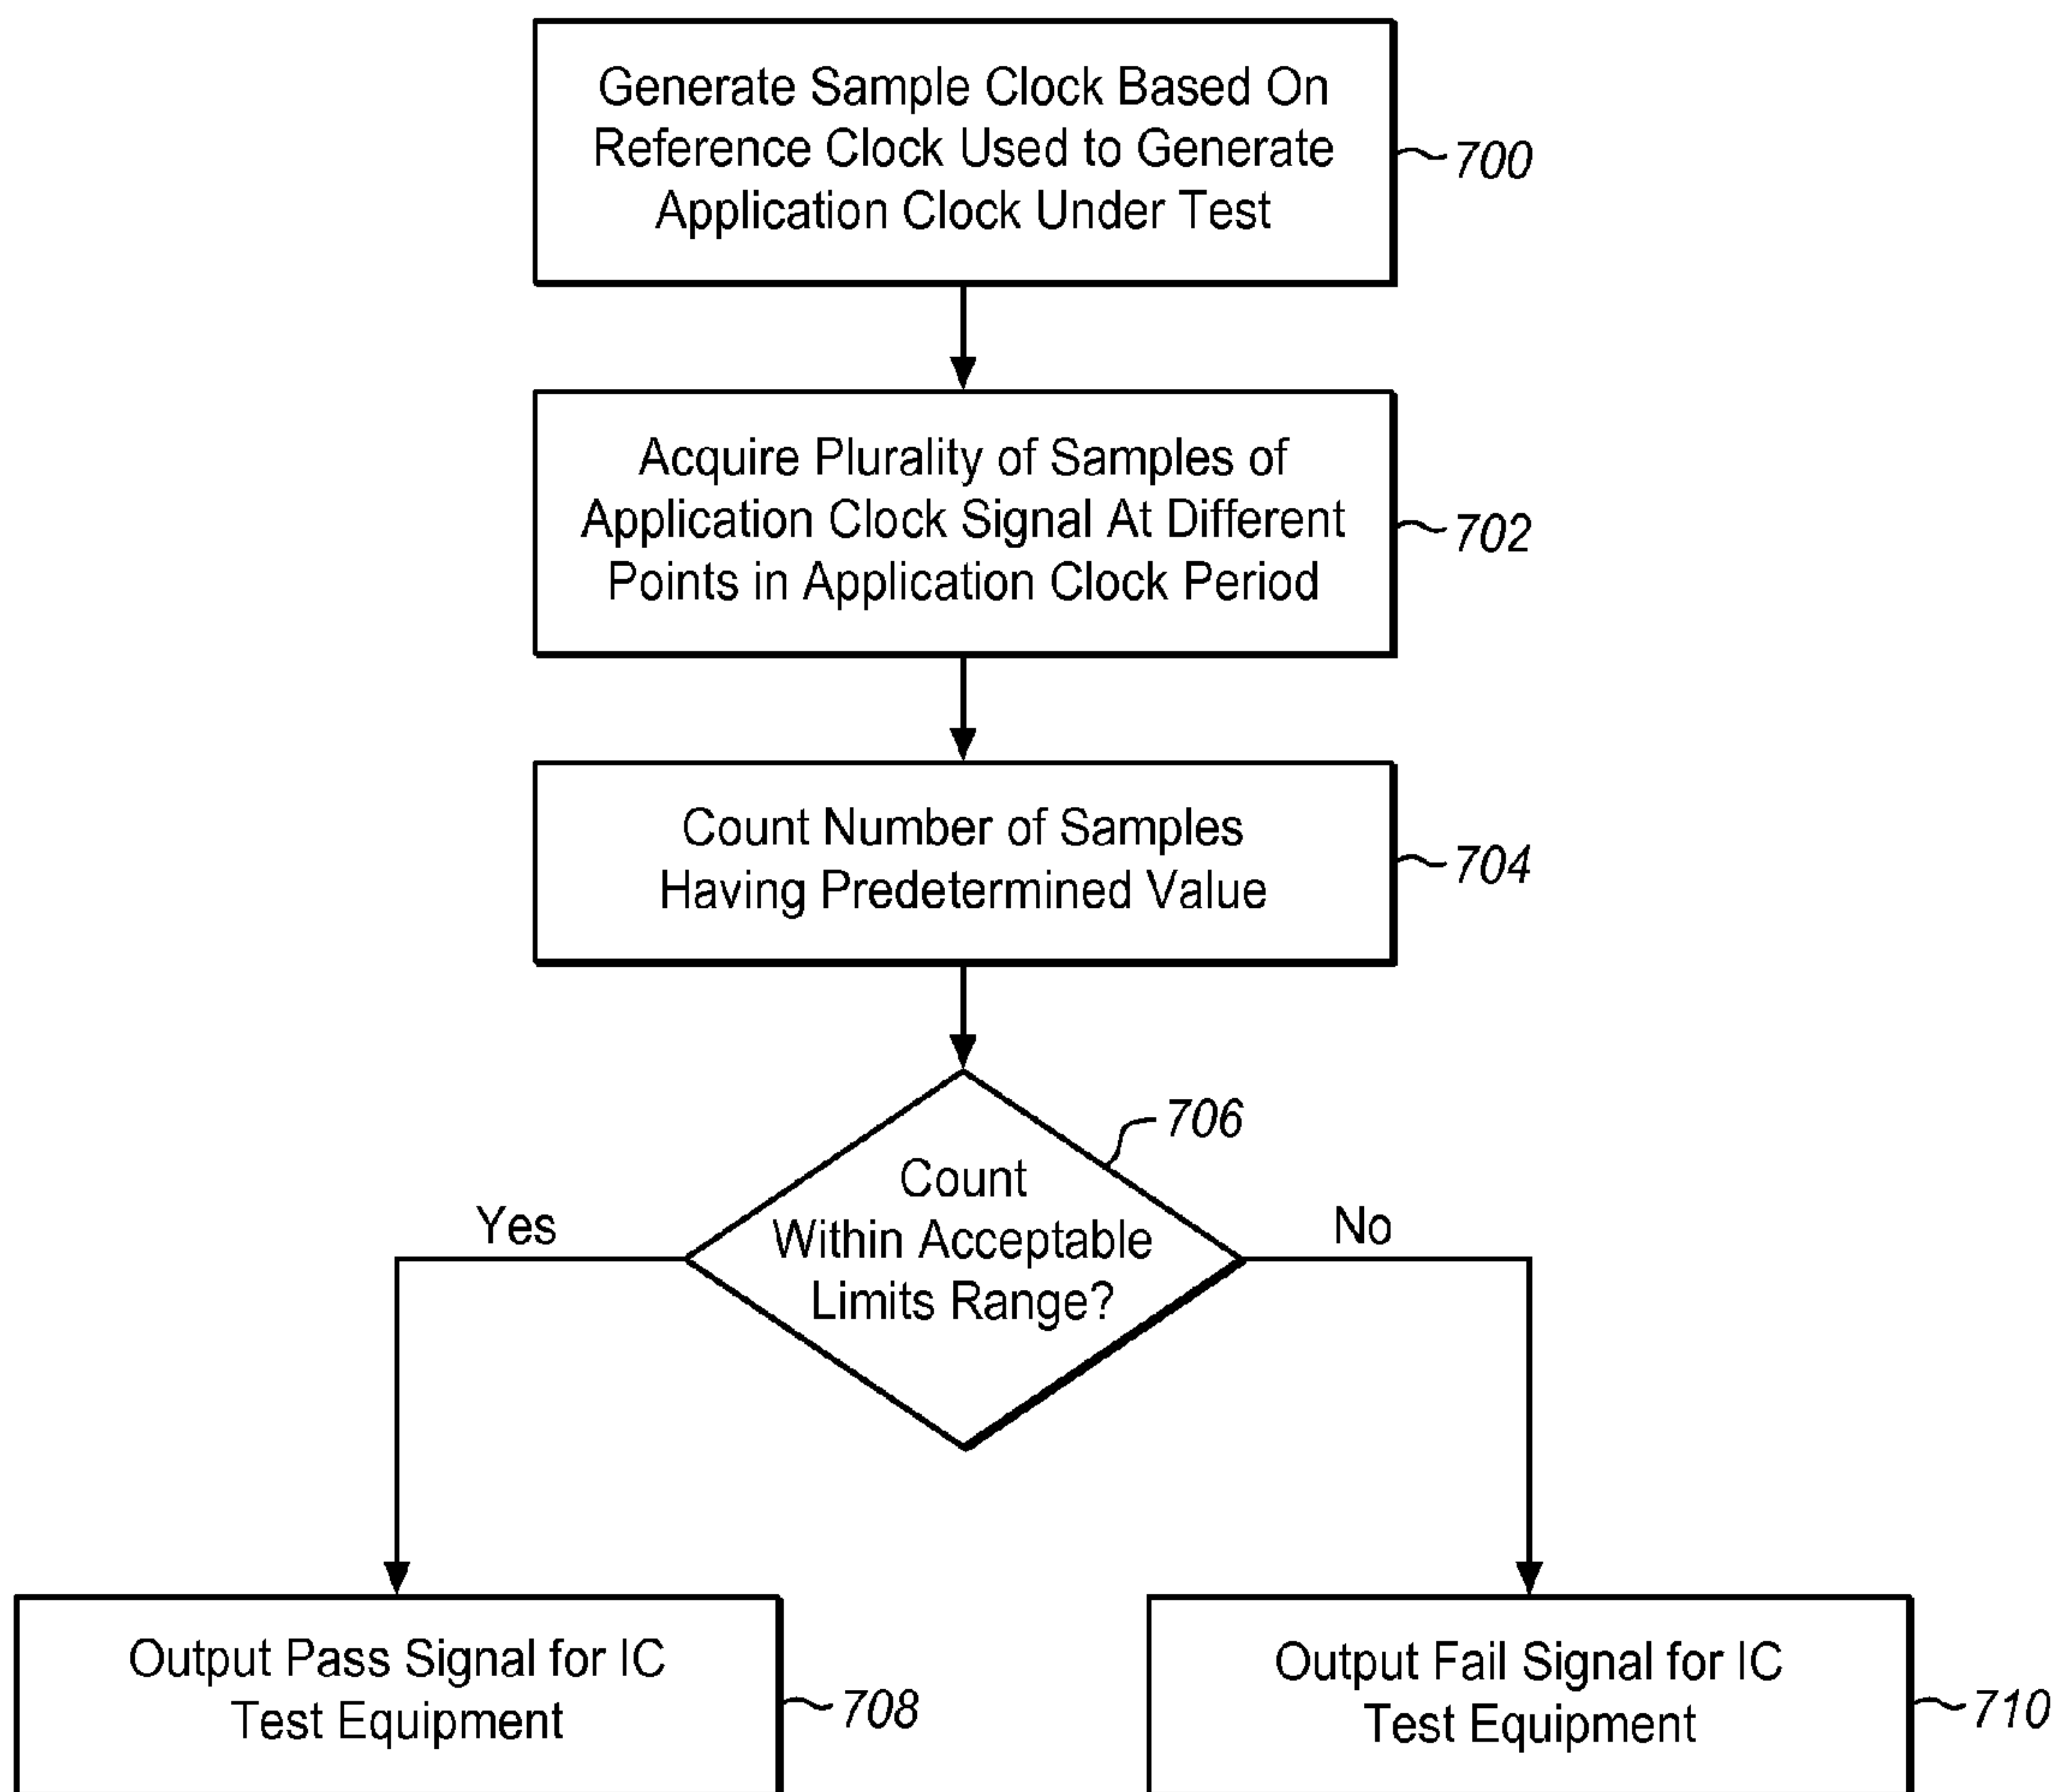 Generate Sample Clock Based On
Reference Clock Used to Generate
Application Clock Under Test
700
Acquire Plurality of Samples of
Application Clock Signal At Different
Points in Application Clock Period
702
Count Number of Samples
Having Predetermined Value
704
706
Count
Within Acceptable
Limits Range?
Yes
No
Output Pass Signal for IC
Test Equipment
708
Output Fail Signal for IC
Test Equipment
710